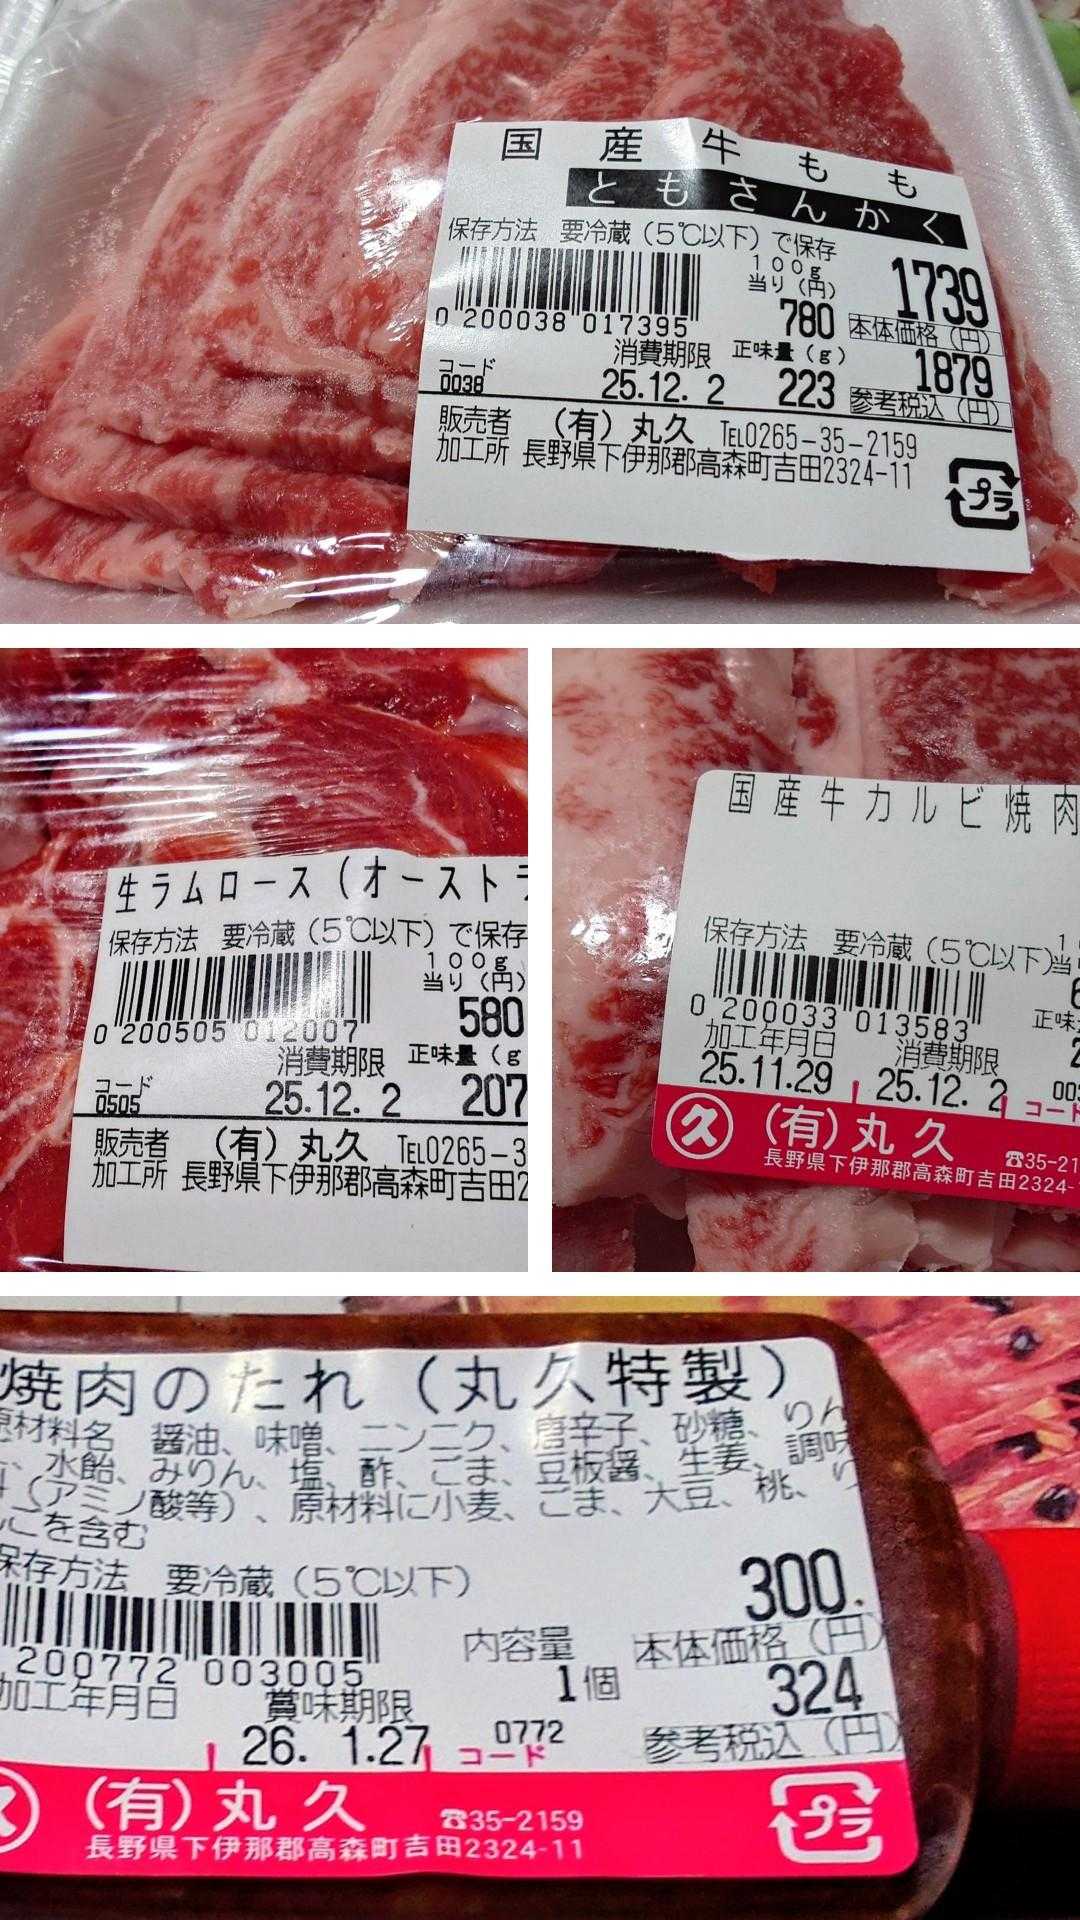 国産牛もも
ともさんかく
保存方法 要冷蔵(5℃以下)で保存
100g
当り(円)
1739
0 200038 017395
780
本体価格(円)
消費期限 正味量(g)
1879
コード
0038
25.12. 2
223
参考税込(円)
販売者 (有)丸久 TEL0265-35-2159
加工所 長野県下伊那郡高森町吉田2324-11
プラ
生ラムロース(オースト
保存方法 要冷蔵(5℃以下)で保存
100g
当り(円)
580
0 200505 012007
消費期限 正味量(g
コード
0505
25.12. 2
207
販売者 (有)丸久 TEL0265-3
加工所 長野県下伊那郡高森町吉田2
国産牛カルビ焼肉
保存方法 要冷蔵(5℃以下)
0 200033 013583
正味
加工年月日 消費期限
25.11.29 25.12. 2
コード
久 (有)丸久
☎35-21
長野県下伊那郡高森町吉田2324-
焼肉のたれ(丸久特製)
原材料名 醤油、味噌、ニンニク、唐辛子、砂糖、りん
、水飴、みりん、塩、酢、ごま、豆板醤、生姜、調味
(アミノ酸等)、原材料に小麦、ごま、大豆、桃、り
んごを含む
保存方法 要冷蔵(5℃以下)
300.
内容量
本体価格(円)
200772 003005
1個
324
加工年月日 賞味期限
26. 1.27
0772
コード
参考税込(円)
(有)丸久
☎35-2159
長野県下伊那郡高森町吉田2324-11
プラ